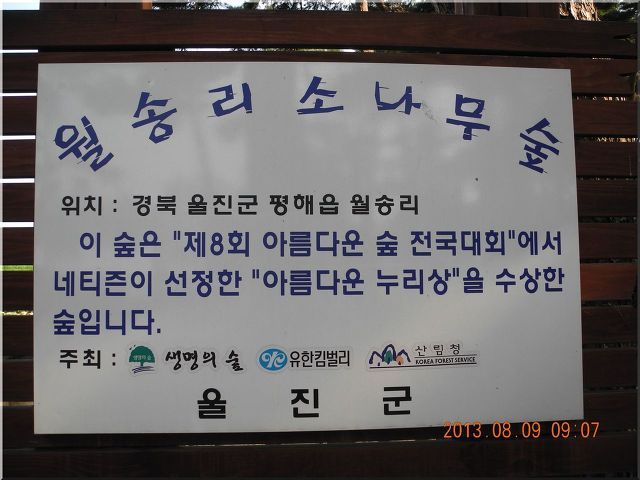 월송리 소나무 숲
위치 : 경북 울진군 평해읍 월송리
이 숲은 "제8회 아름다운 숲 전국대회"에서
네티즌이 선정한 "아름다운 누리상"을 수상한
숲입니다.
주최 : 생명의 숲 생명의 숲 유한킴벌리 산림청 KOREA FOREST SERVICE
울 진 군
2013.08.09 09:07